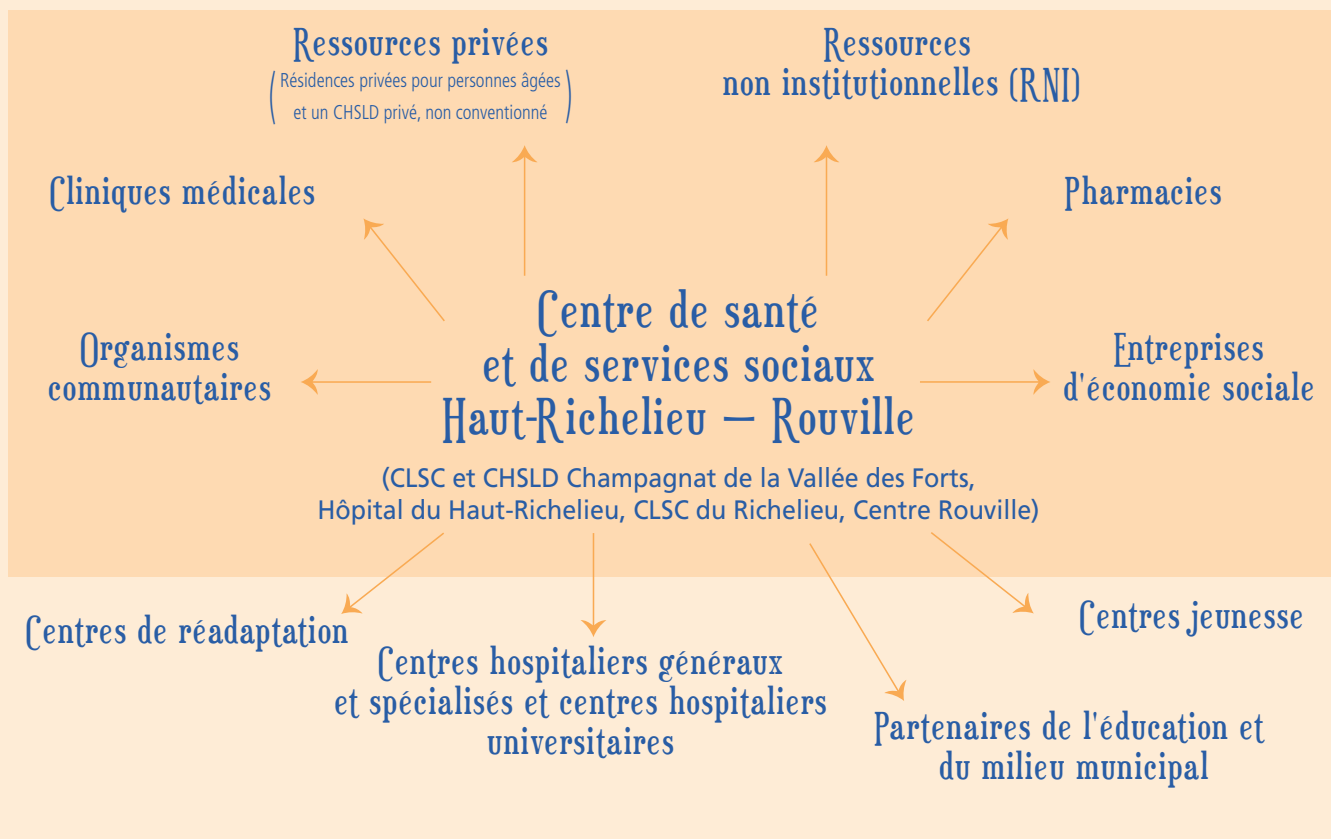 Ressources privées
(Résidences privées pour personnes âgées
et un CHSLD privé, non conventionné)
Ressources
non institutionnelles (RNI)
Cliniques médicales
Pharmacies
Organismes
communautaires
Centre de santé
et de services sociaux
Haut-Richelieu — Rouville
(CLSC et CHSLD Champagnat de la Vallée des Forts,
Hôpital du Haut-Richelieu, CLSC du Richelieu, Centre Rouville)
Entreprises
d'économie sociale
Centres de réadaptation
Centres hospitaliers généraux
et spécialisés et centres hospitaliers
universitaires
Partenaires de l'éducation et
du milieu municipal
Centres jeunesse